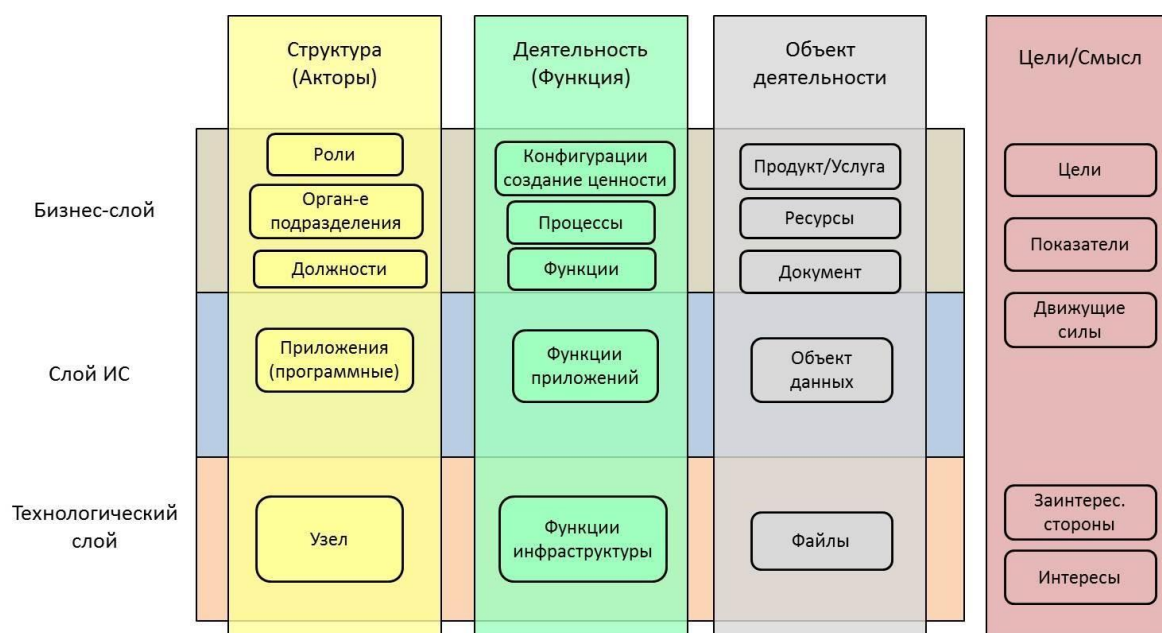 Структура
(Акторы)
Деятельность
(Функция)
Объект
деятельности
Цели/Смысл
Бизнес-слой
Роли
Орган-е
подразделения
Должности
Конфигурации
создание ценности
Процессы
Функции
Продукт/Услуга
Ресурсы
Документ
Цели
Показатели
Движущие
силы
Слой ИС
Приложения
(программные)
Функции
приложений
Объект
данных
Технологический
слой
Узел
Функции
инфраструктуры
Файлы
Заинтерес.
стороны
Интересы